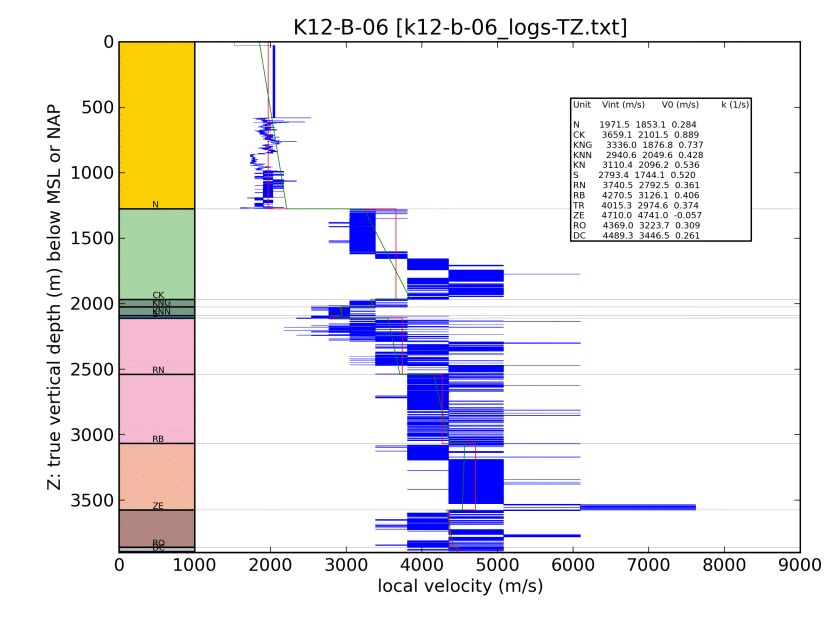 K12-B-06 [k12-b-06_logs-TZ.txt]
Z: true vertical depth (m) below MSL or NAP
0
500
1000
1500
2000
2500
3000
3500
N
CK
KNG
KNN
RN
RB
ZE
RO
DC
Unit Vint (m/s) V0 (m/s) k (1/s)
N 1971.5 1853.1 0.284
CK 3659.1 2101.5 0.889
KNG 3336.0 1876.8 0.737
KNN 2940.6 2049.6 0.428
KN 3110.4 2096.2 0.536
S 2793.4 1744.1 0.520
RN 3740.5 2792.5 0.361
RB 4270.5 3126.1 0.406
TR 4015.3 2974.6 0.374
ZE 4710.0 4741.0 -0.057
RO 4369.0 3223.7 0.309
DC 4489.3 3446.5 0.261
0 1000 2000 3000 4000 5000 6000 7000 8000 9000
local velocity (m/s)